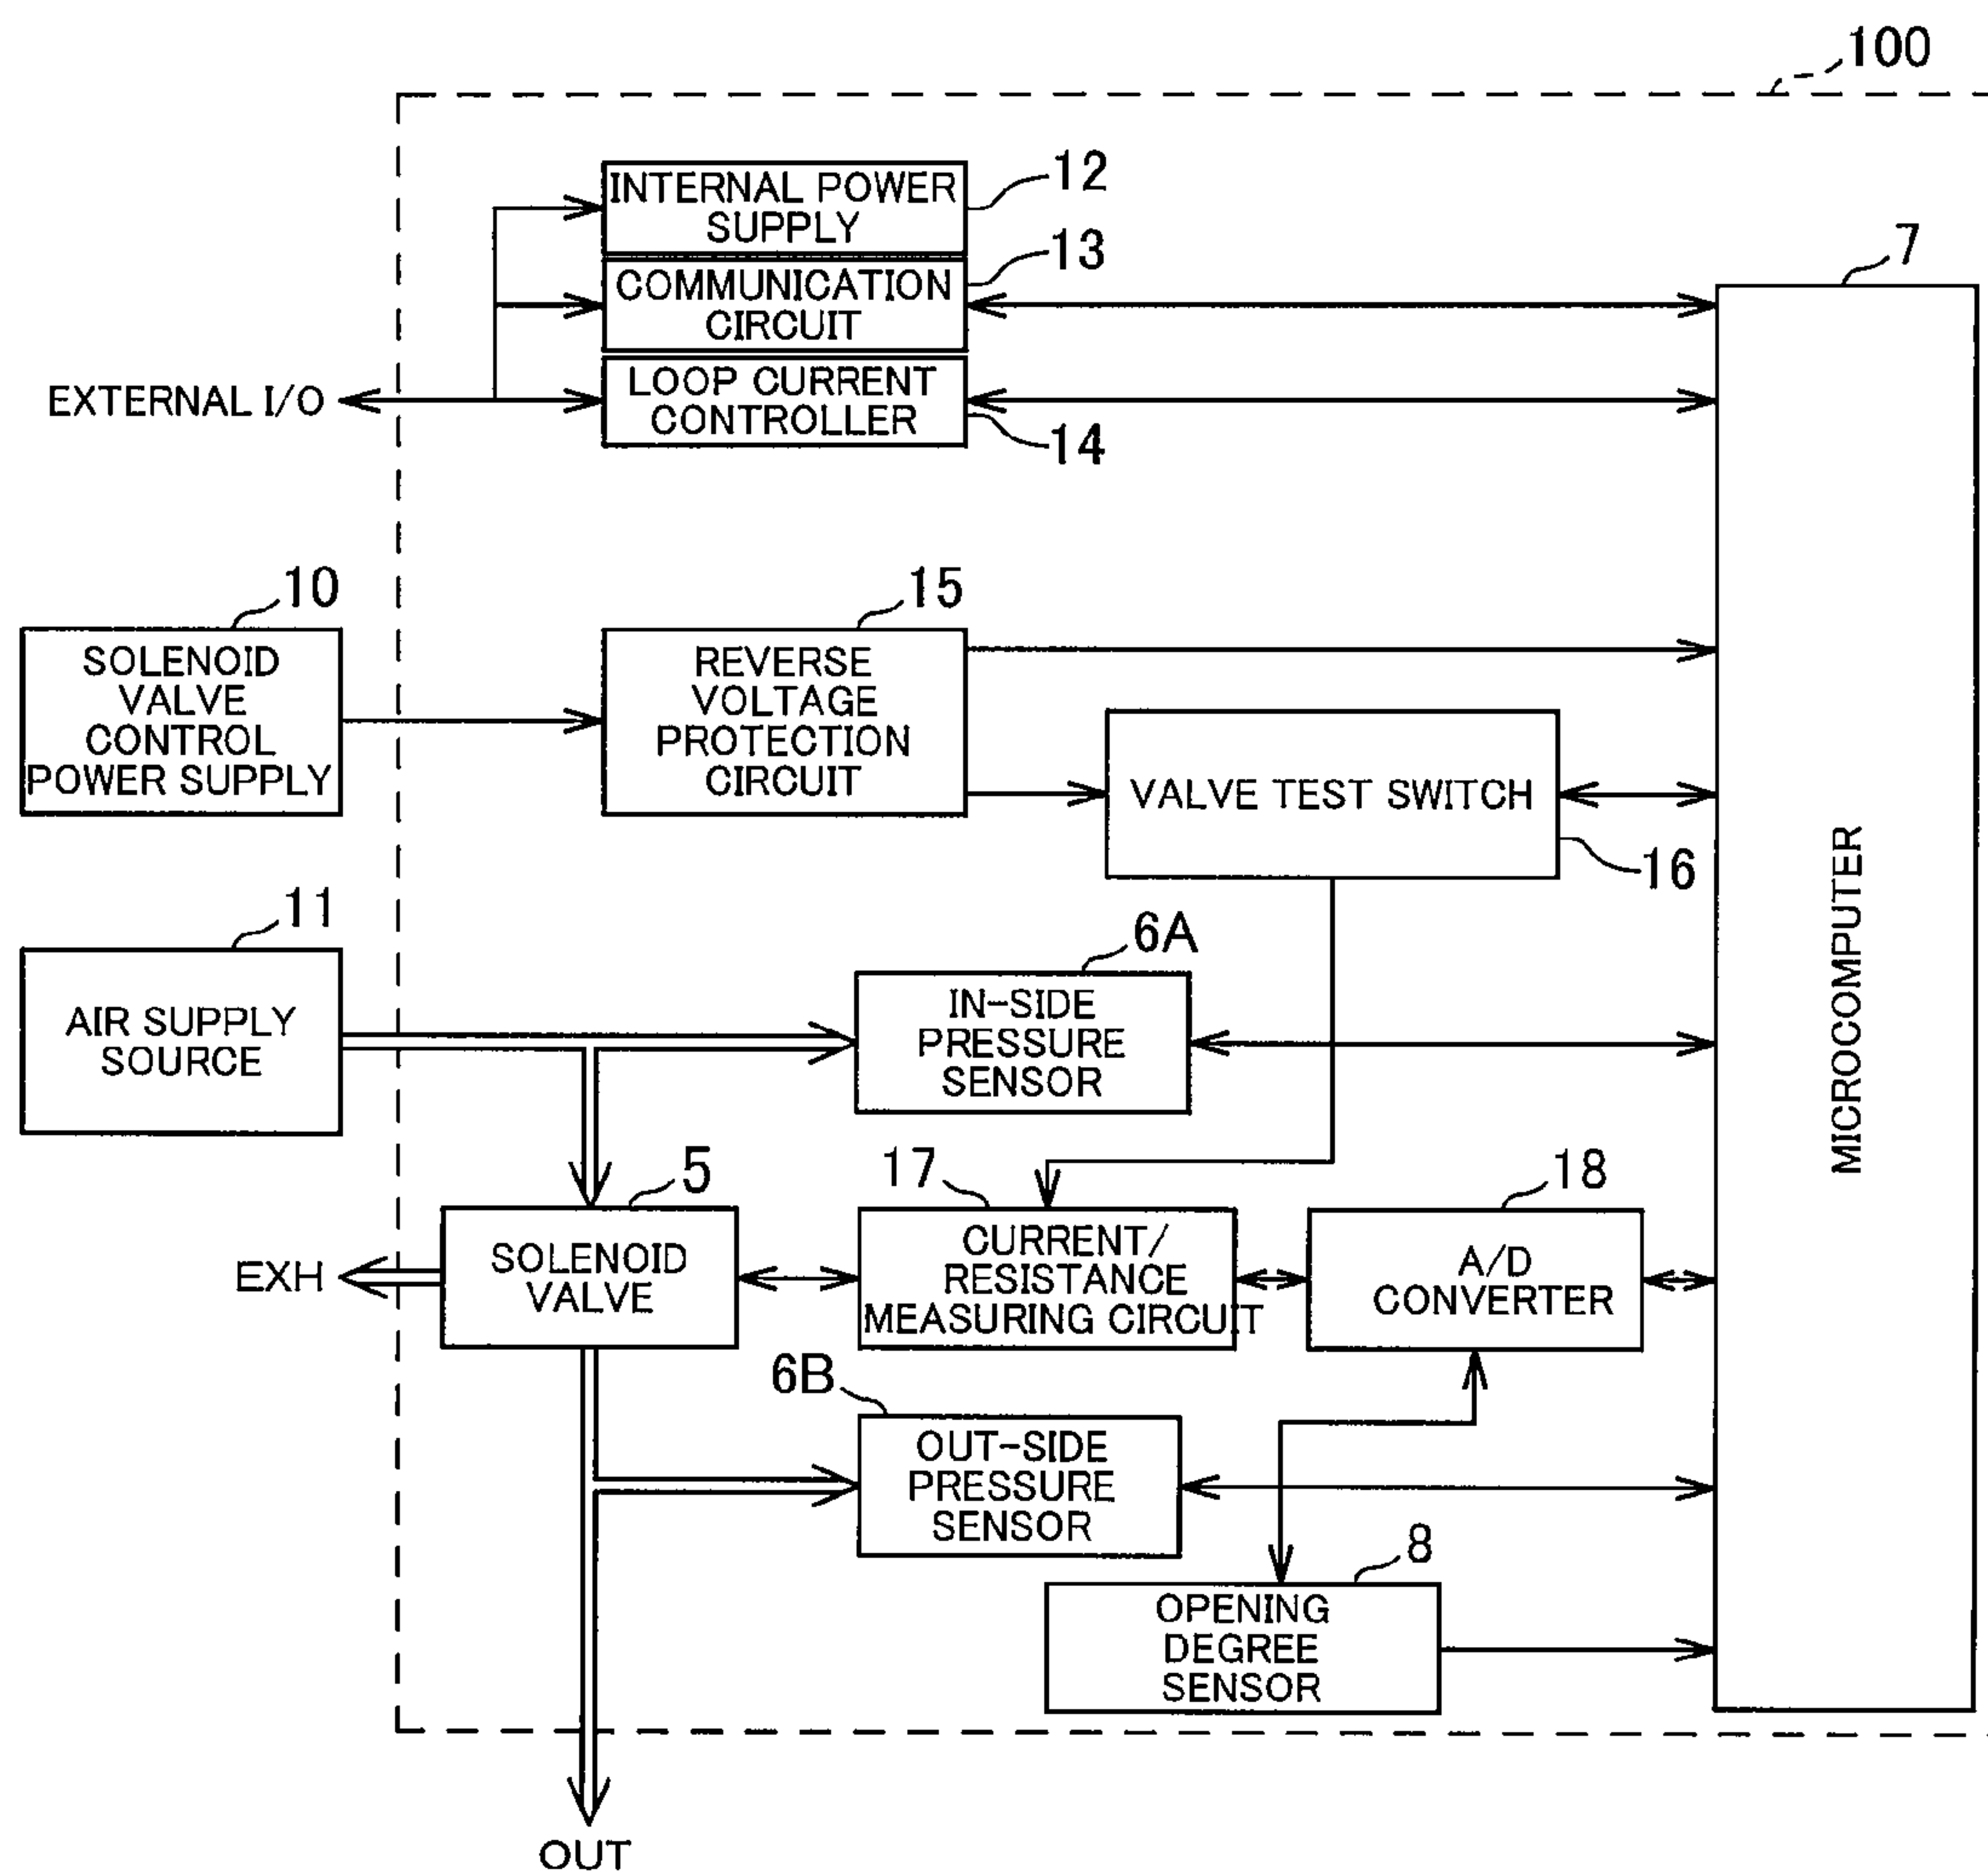 100
INTERNAL POWER
SUPPLY
12
COMMUNICATION
CIRCUIT
13
7
EXTERNAL I/O
LOOP CURRENT
CONTROLLER
14
10
SOLENOID
VALVE
CONTROL
POWER SUPPLY
15
REVERSE
VOLTAGE
PROTECTION
CIRCUIT
VALVE TEST SWITCH
16
MICROCOMPUTER
11
AIR SUPPLY
SOURCE
6A
IN-SIDE
PRESSURE
SENSOR
5
SOLENOID
VALVE
EXH
17
CURRENT/
RESISTANCE
MEASURING CIRCUIT
18
A/D
CONVERTER
6B
OUT-SIDE
PRESSURE
SENSOR
8
OPENING
DEGREE
SENSOR
OUT